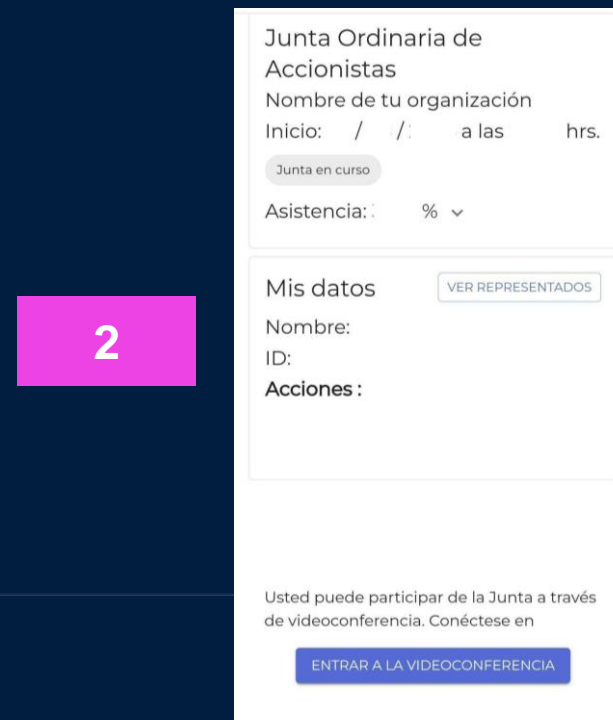 Junta Ordinaria de
Accionistas
Nombre de tu organización
Inicio: / / a las hrs.
Junta en curso
Asistencia: %
2
Mis datos
VER REPRESENTADOS
Nombre:
ID:
Acciones :
Usted puede participar de la Junta a través
de videoconferencia. Conéctese en
ENTRAR A LA VIDEOCONFERENCIA